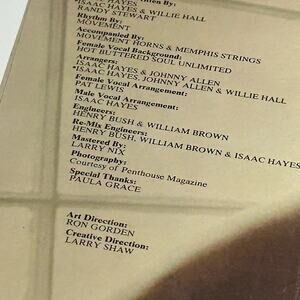 ISAAC HAYES & WILLIE HALL
RANDY STEWART
Rhythm By:
MOVEMENT
Accompanied By:
MOVEMENT HORNS & MEMPHIS STRINGS
Female Vocal Background:
HOT BUTTERED SOUL UNLIMITED
Arrangers:
ISAAC HAYES & JOHNNY ALLEN
*ISAAC HAYES, JOHNNY ALLEN & WILLIE HALL
Female Vocal Arrangement:
PAT LEWIS
Male Vocal Arrangement:
ISAAC HAYES
Engineers:
HENRY BUSH & WILLIAM BROWN
Re-Mix Engineers:
HENRY BUSH, WILLIAM BROWN & ISAAC HAYES
Mastered By:
LARRY NIX
Photography:
Courtesy of Penthouse Magazine
Special Thanks:
PAULA GRACE
Art Direction:
RON GORDEN
Creative Direction:
LARRY SHAW